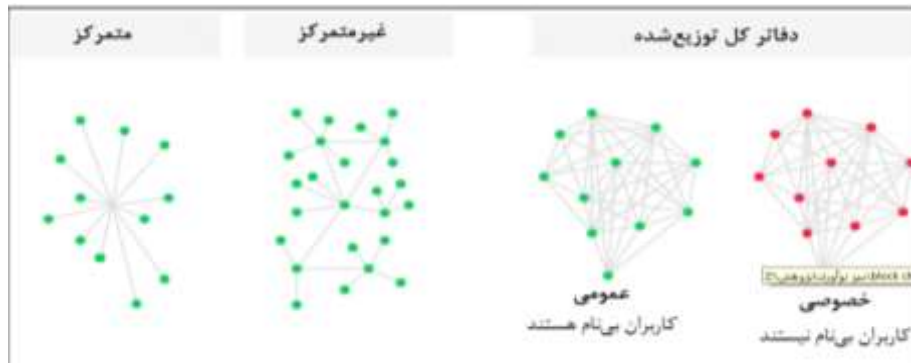 دفاتر کل توزیع‌شده
غیرمتمرکز
متمرکز
عمومی
کاربران بی‌نام هستند
خصوصی
کاربران بی‌نام نیستند